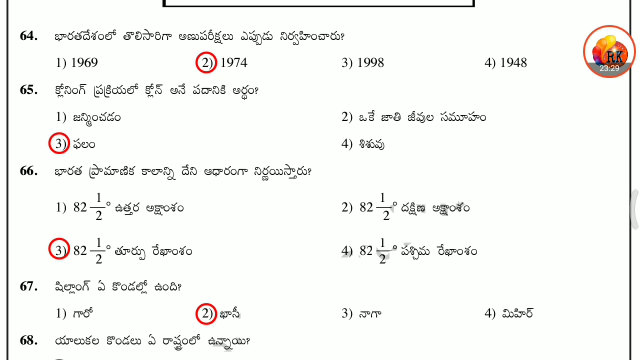 64. భారతదేశంలో తొలిసారిగా అణుపరీక్షలు ఎప్పుడు నిర్వహించారు?
1) 1969 2) 1974 3) 1998 4) 1948
RK
23:29
65. క్లోనింగ్ ప్రక్రియలో క్లోన్ అనే పదానికి అర్థం?
1) జన్మించడం 2) ఒకే జాతి జీవుల సమూహం
3) ఫలం 4) శిశువు
66. భారత ప్రామాణిక కాలాన్ని దేని ఆధారంగా నిర్ణయిస్తారు?
1) 82 1/2° ఉత్తర అక్షాంశం 2) 82 1/2° దక్షిణ అక్షాంశం
3) 82 1/2° తూర్పు రేఖాంశం 4) 82 1/2° పశ్చిమ రేఖాంశం
67. షిల్లాంగ్ ఏ కొండల్లో ఉంది?
1) గారో 2) ఖాసీ 3) నాగా 4) మిహిర్
68. యాలుకల కొండలు ఏ రాష్ట్రంలో ఉన్నాయి?